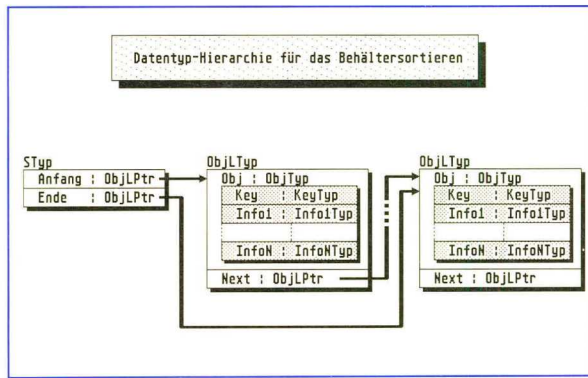 Datentyp-Hierarchie für das Behältersortieren
STyp
Anfang ¦ ObjLPtr
Ende ¦ ObjLPtr
ObjLTyp
Obj ¦ ObjTyp
Key ¦ KeyTyp
Info1 ¦ Info1Typ
InfoN ¦ InfoNTyp
Next ¦ ObjLPtr
ObjLTyp
Obj ¦ ObjTyp
Key ¦ KeyTyp
Info1 ¦ Info1Typ
InfoN ¦ InfoNTyp
Next ¦ ObjLPtr